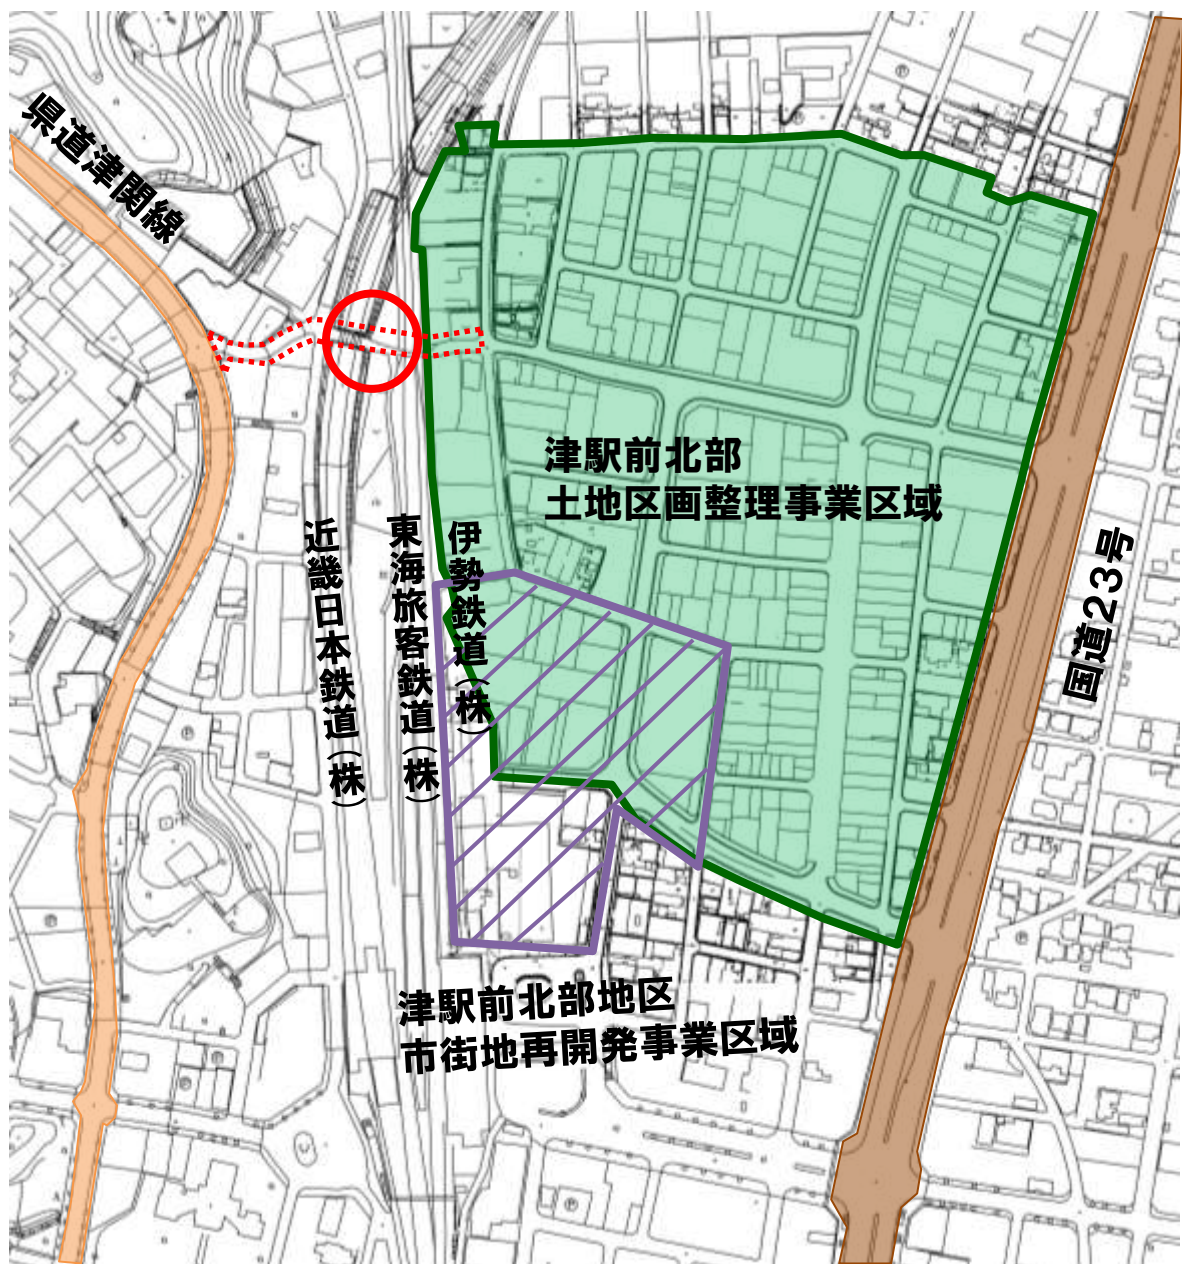 県道津関線
津駅前北部
土地区画整理事業区域
近畿日本鉄道(株)
東海旅客鉄道(株)
伊勢鉄道(株)
国道23号
津駅前北部地区
市街地再開発事業区域